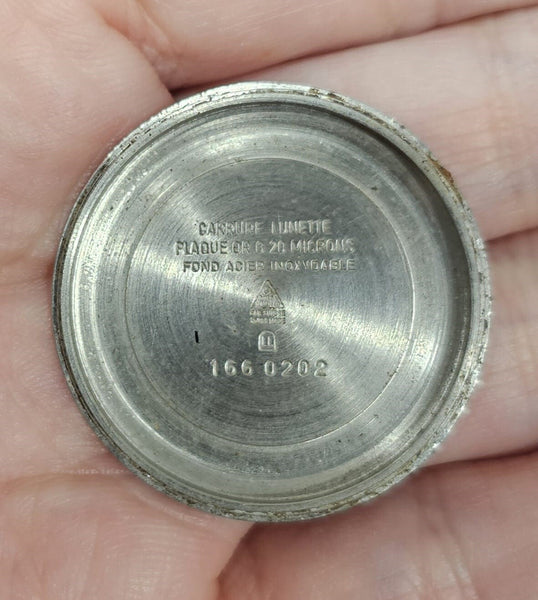 CARRURE LUNETTE
PLAQUE OR G 20 MICRONS
FOND ACIER INOXYDABLE
166 0202